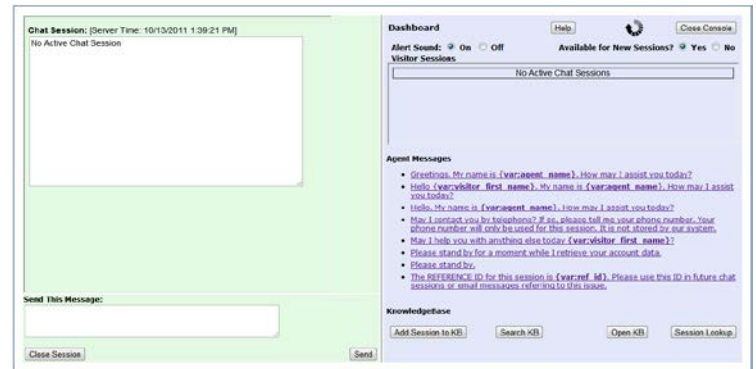 Chat Session: [Server Time: 10/13/2011 1:39:21 PM]
No Active Chat Session
Send This Message:
Close Session
Send
Dashboard
Help
Close Console
Alert Sound: On Off
Available for New Sessions? Yes No
Visitor Sessions
No Active Chat Sessions
Agent Messages
Greetings. My name is {var:agent_name}. How may I assist you today?
Hello {var:visitor_first_name}. My name is {var:agent_name}. How may I assist
you today?
Hello. My name is {var:agent_name}. How may I assist you today?
May I contact you by telephone? If so, please tell me your phone number. Your
phone number will only be used for this session. It is not stored by our system.
May I help you with anything else today {var:visitor_first_name}?
Please stand by for a moment while I retrieve your account data.
Please stand by.
The REFERENCE ID for this session is {var:ref_id}. Please use this ID in future chat
sessions or email messages referring to this issue.
KnowledgeBase
Add Session to KB
Search KB
Open KB
Session Lookup